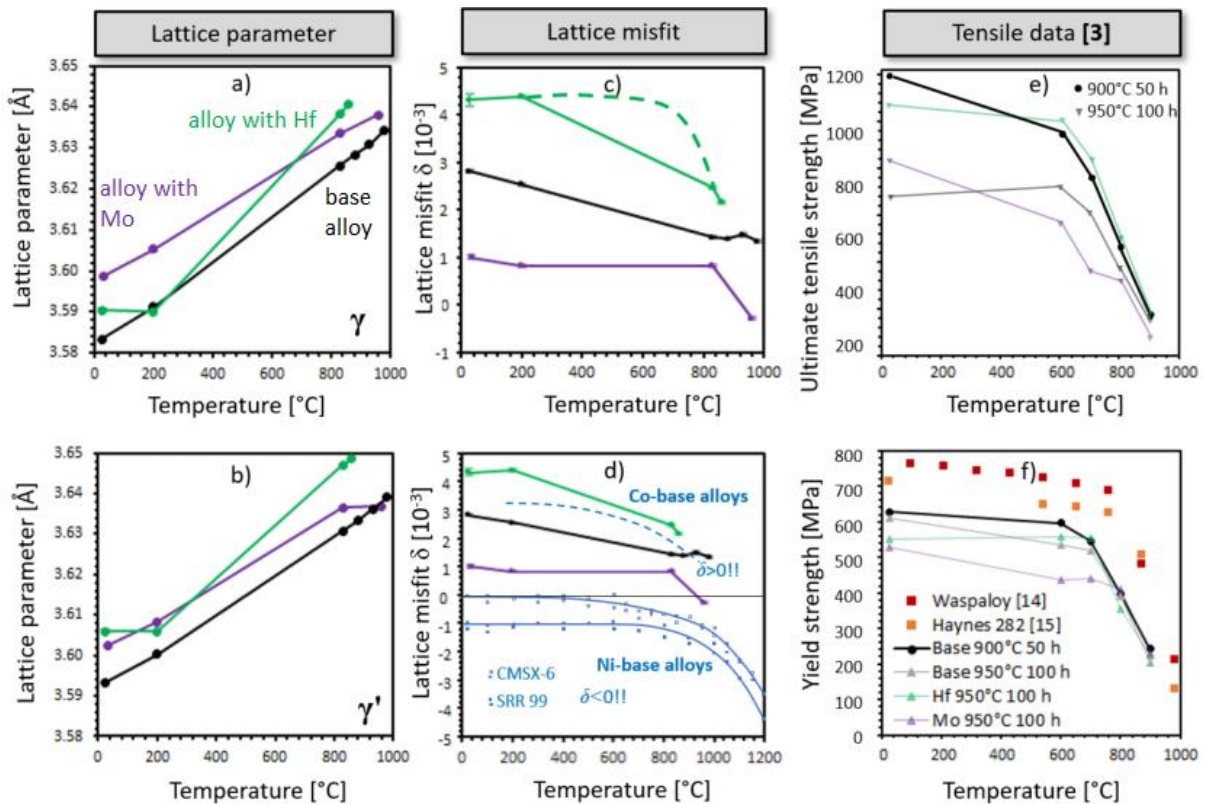 Lattice parameter
Lattice misfit
Tensile data [3]
a)
Lattice parameter [Å]
3.65
3.64
3.63
3.62
3.61
3.60
3.59
3.58
alloy with Hf
alloy with
Mo
base
alloy
γ
0 200 400 600 800 1000
Temperature [°C]
c)
Lattice misfit δ [10⁻³]
5
4
3
2
1
0
-1
0 200 400 600 800 1000
Temperature [°C]
e)
Ultimate tensile strength [MPa]
1200
1000
800
600
400
200
900°C 50 h
950°C 100 h
0 200 400 600 800 1000
Temperature [°C]
b)
Lattice parameter [Å]
3.65
3.64
3.63
3.62
3.61
3.60
3.59
3.58
γ'
0 200 400 600 800 1000
Temperature [°C]
d)
Lattice misfit δ [10⁻³]
5
4
3
2
1
0
-1
-2
-3
-4
-5
Co-base alloys
δ>0!!
Ni-base alloys
CMSX-6
SRR 99
δ<0!!
0 200 400 600 800 1000 1200
Temperature [°C]
f)
Yield strength [MPa]
800
700
600
500
400
300
200
100
0
Waspaloy [14]
Haynes 282 [15]
Base 900°C 50 h
Base 950°C 100 h
Hf 950°C 100 h
Mo 950°C 100 h
0 200 400 600 800 1000
Temperature [°C]